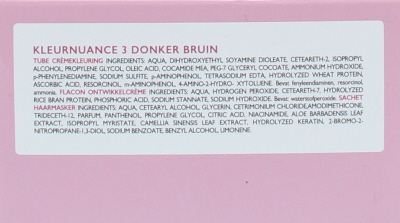 KLEURNUANCE 3 DONKER BRUIN
TUBE CRÈMEKLEURING INGREDIENTS: AQUA, DIHYDROXYETHYL SOYAMINE DIOLEATE, CETEARETH-2, ISOPROPYL
ALCOHOL, PROPYLENE GLYCOL, OLEIC ACID, COCAMIDE MEA, PEG-7 GLYCERYL COCOATE, AMMONIUM HYDROXIDE,
p-PHENYLENEDIAMINE, SODIUM SULFITE, p-AMINOPHENOL, TETRASODIUM EDTA, HYDROLYZED WHEAT PROTEIN,
ASCORBIC ACID, RESORCINOL, m-AMINOPHENOL, 4-AMINO-2-HYDROXYTOLUENE. Bevat: fenyleendiaminen, resorcinol,
ammonia. FLACON ONTWIKKELCRÈME INGREDIENTS: AQUA, HYDROGEN PEROXIDE, CETEARETH-7, HYDROLYZED
RICE BRAN PROTEIN, PHOSPHORIC ACID, SODIUM STANNATE, SODIUM HYDROXIDE. Bevat: waterstofperoxide. SACHET
HAARMASKER INGREDIENTS: AQUA, CETEARYL ALCOHOL, GLYCERIN, CETRIMONIUM CHLORIDE, AMODIMETHICONE,
TRIDECETH-12, PARFUM, PANTHENOL, PROPYLENE GLYCOL, CITRIC ACID, NIACINAMIDE, ALOE BARBADENSIS LEAF
EXTRACT, ISOPROPYL MYRISTATE, CAMELLIA SINENSIS LEAF EXTRACT, HYDROLYZED KERATIN, 2-BROMO-2-
NITROPROPANE-1,3-DIOL, SODIUM BENZOATE, BENZYL ALCOHOL, LIMONENE.